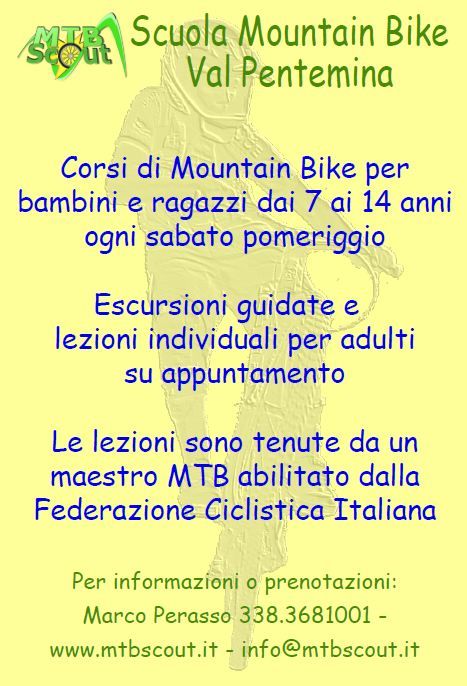 MTB
Scout
Scuola Mountain Bike
Val Pentemina
Corsi di Mountain Bike per
bambini e ragazzi dai 7 ai 14 anni
ogni sabato pomeriggio
Escursioni guidate e
lezioni individuali per adulti
su appuntamento
Le lezioni sono tenute da un
maestro MTB abilitato dalla
Federazione Ciclistica Italiana
Per informazioni o prenotazioni:
Marco Perasso 338.3681001 -
www.mtbscout.it - info@mtbscout.it